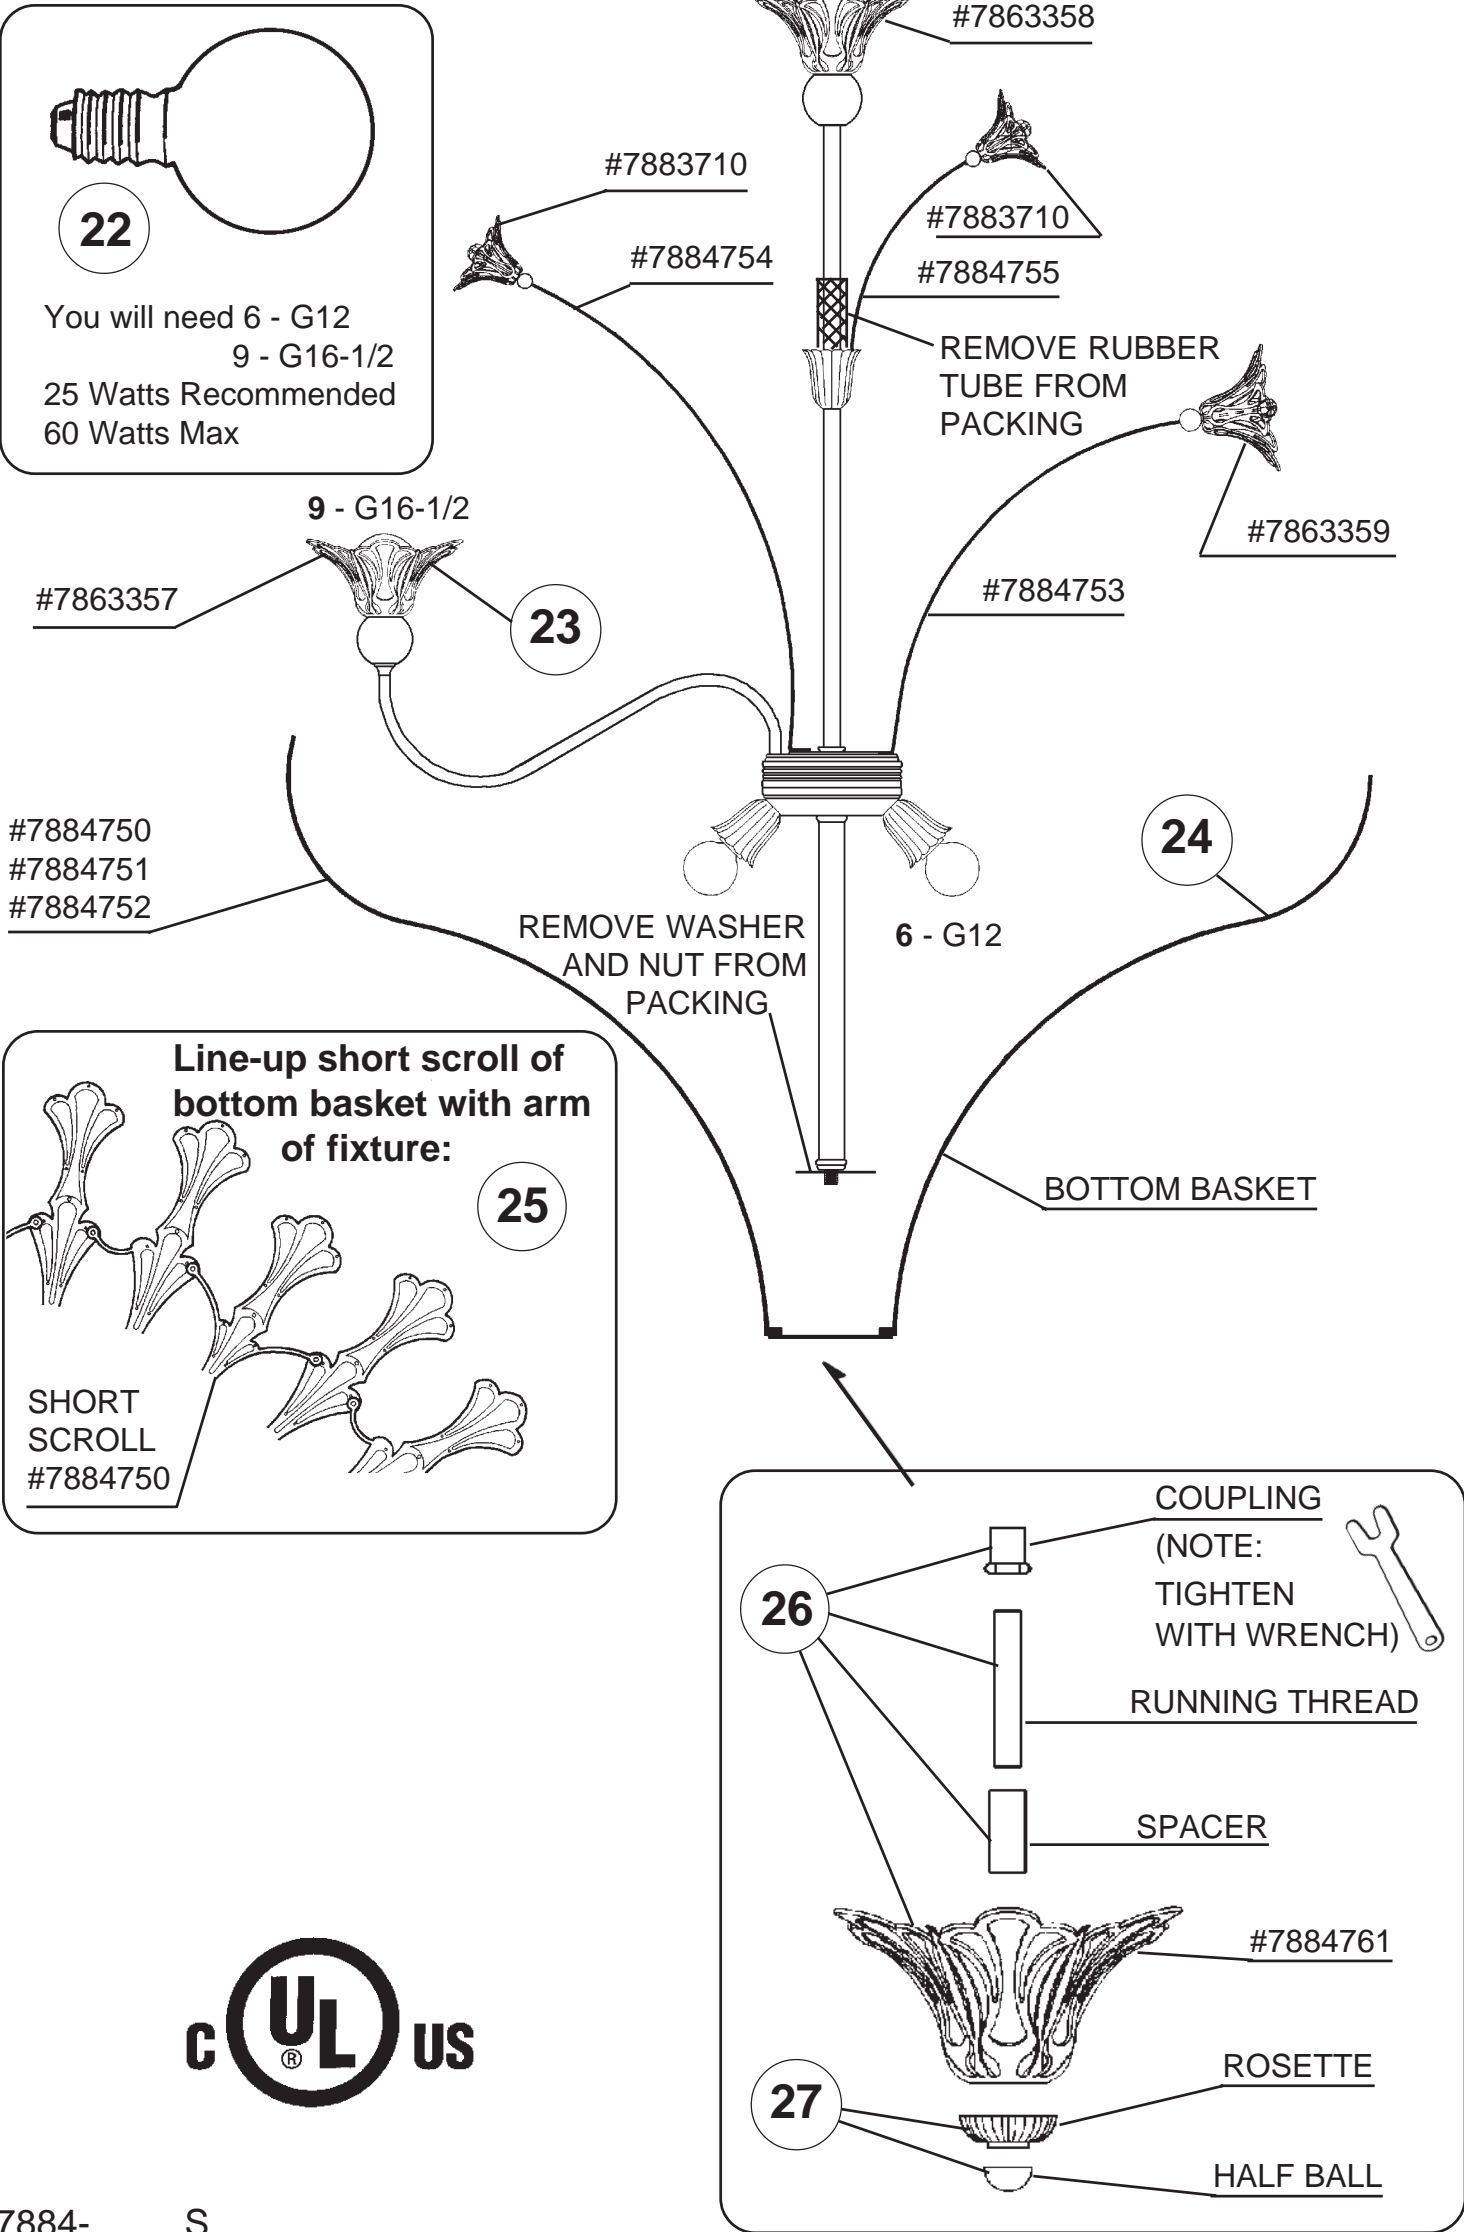 #7863358
#7883710
22
#7883710
#7884754
#7884755
You will need 6 - G12
9 - G16-1/2
25 Watts Recommended
60 Watts Max
REMOVE RUBBER
TUBE FROM
PACKING
9 - G16-1/2
#7863359
#7863357
23
#7884753
#7884750
#7884751
#7884752
24
REMOVE WASHER
AND NUT FROM
PACKING
6 - G12
Line-up short scroll of
bottom basket with arm
of fixture:
25
BOTTOM BASKET
SHORT
SCROLL
#7884750
COUPLING
(NOTE:
TIGHTEN
WITH WRENCH)
26
RUNNING THREAD
SPACER
#7884761
C UL ® US
ROSETTE
27
HALF BALL
7884- S